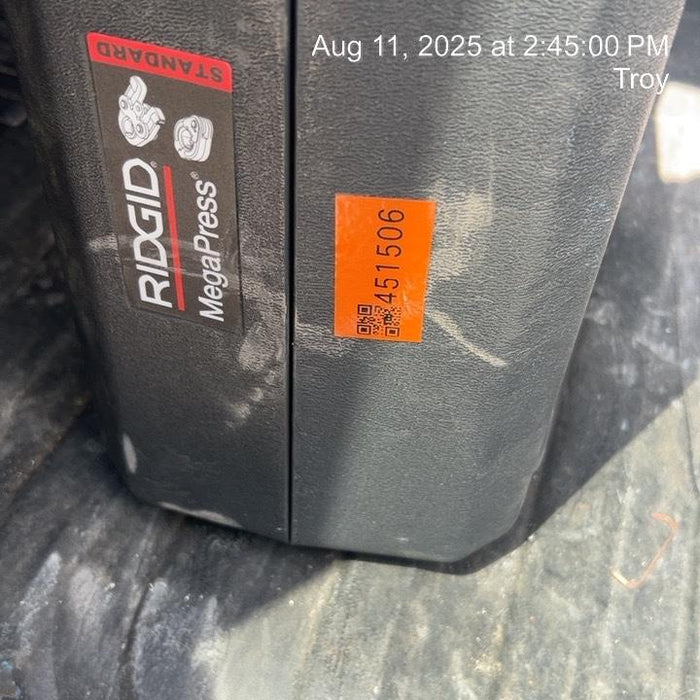 Aug 11, 2025 at 2:45:00 PM
Troy
STANDARD
RIDGID®
MegaPress®
451506